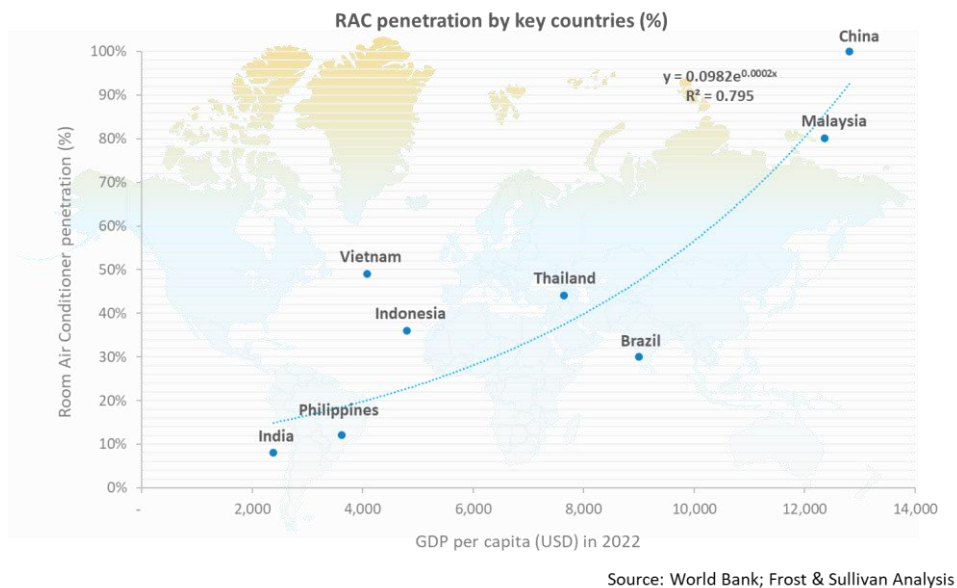 RAC penetration by key countries (%)
China
100%
y = 0.0982e^0.0002x
R² = 0.795
90%
Malaysia
80%
70%
60%
Vietnam
50%
Thailand
40%
Indonesia
Brazil
30%
20%
Philippines
India
10%
0%
Room Air Conditioner penetration (%)
- 2,000 4,000 6,000 8,000 10,000 12,000 14,000
GDP per capita (USD) in 2022
Source: World Bank; Frost & Sullivan Analysis